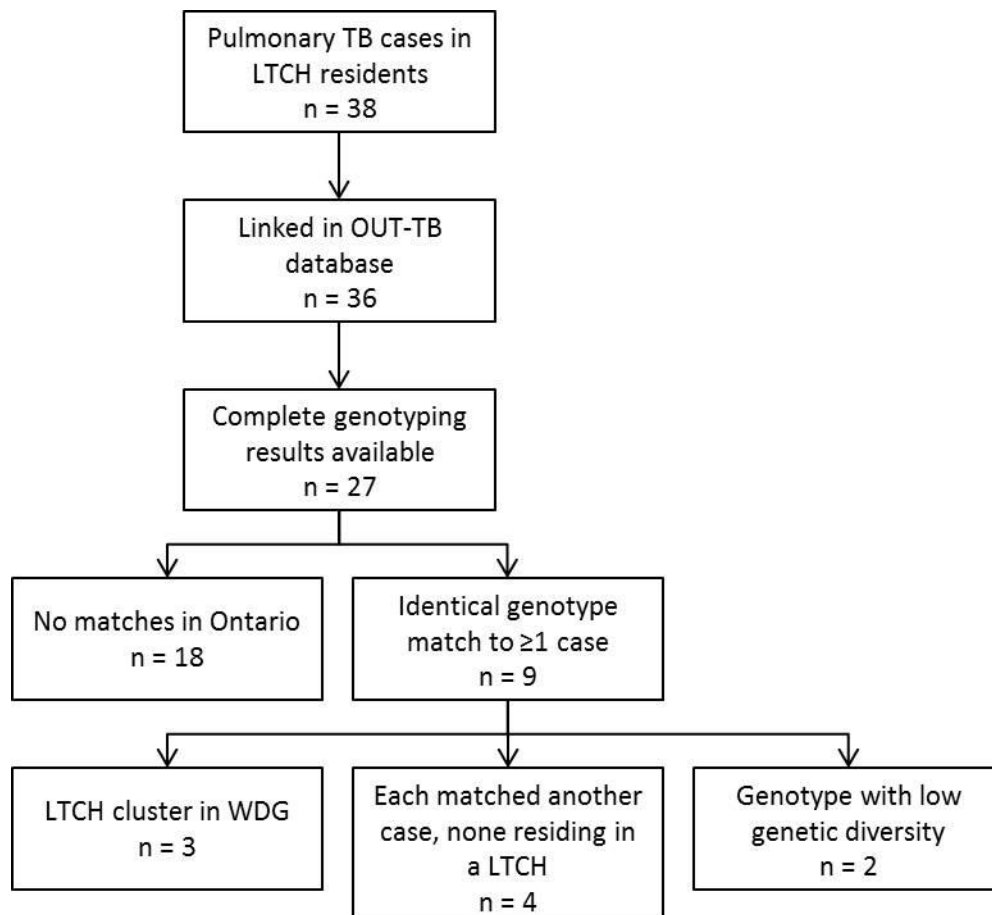 Pulmonary TB cases in
LTCH residents
n = 38
Linked in OUT-TB
database
n = 36
Complete genotyping
results available
n = 27
No matches in Ontario
n = 18
Identical genotype
match to ≥1 case
n = 9
LTCH cluster in WDG
n = 3
Each matched another
case, none residing in
a LTCH
n = 4
Genotype with low
genetic diversity
n = 2